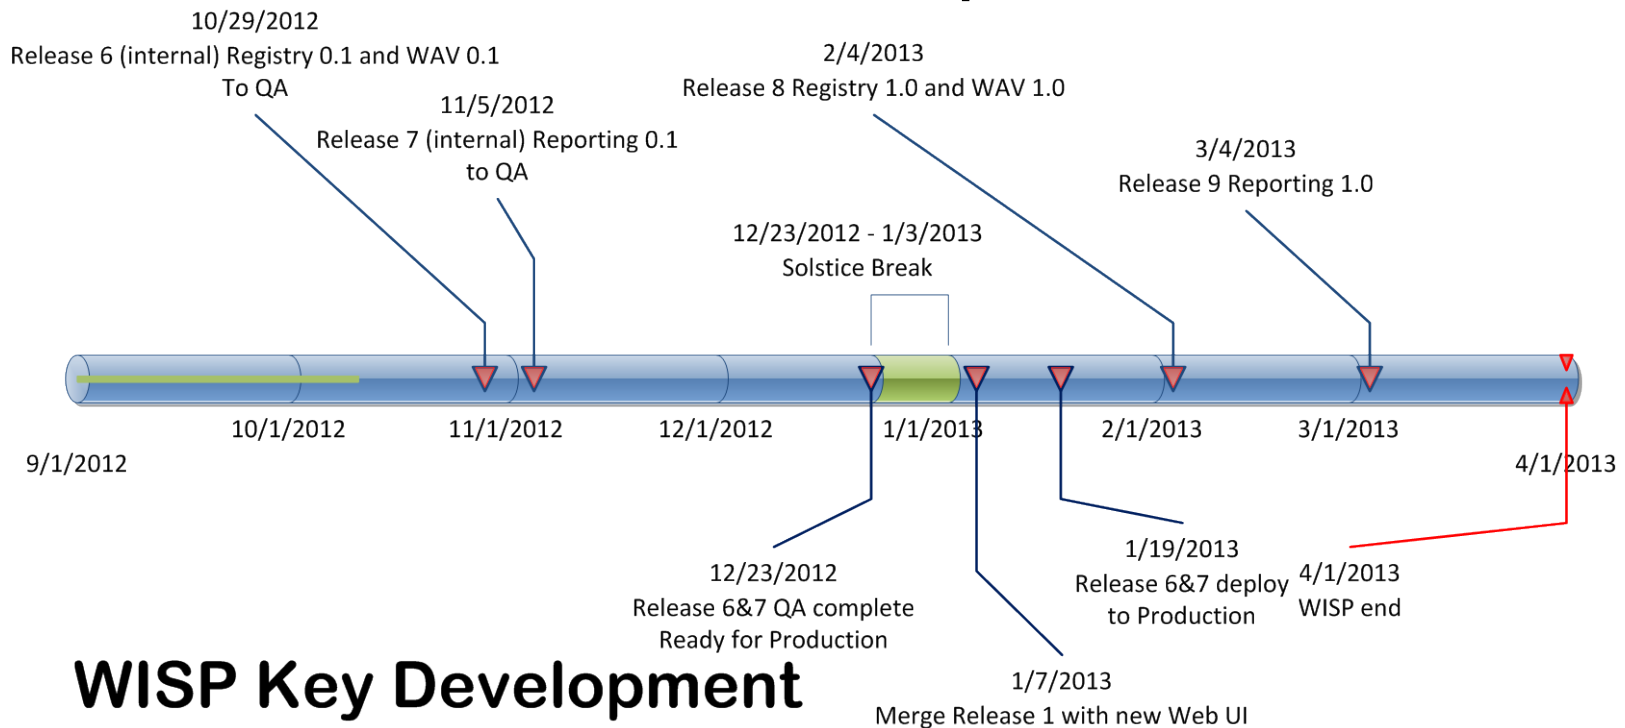 10/29/2012
Release 6 (internal) Registry 0.1 and WAV 0.1
To QA
11/5/2012
Release 7 (internal) Reporting 0.1
to QA
2/4/2013
Release 8 Registry 1.0 and WAV 1.0
3/4/2013
Release 9 Reporting 1.0
12/23/2012 - 1/3/2013
Solstice Break
9/1/2012
10/1/2012
11/1/2012
12/1/2012
1/1/2013
2/1/2013
3/1/2013
4/1/2013
12/23/2012
Release 6&7 QA complete
Ready for Production
1/7/2013
Merge Release 1 with new Web UI
1/19/2013
Release 6&7 deploy
to Production
4/1/2013
WISP end
WISP Key Development